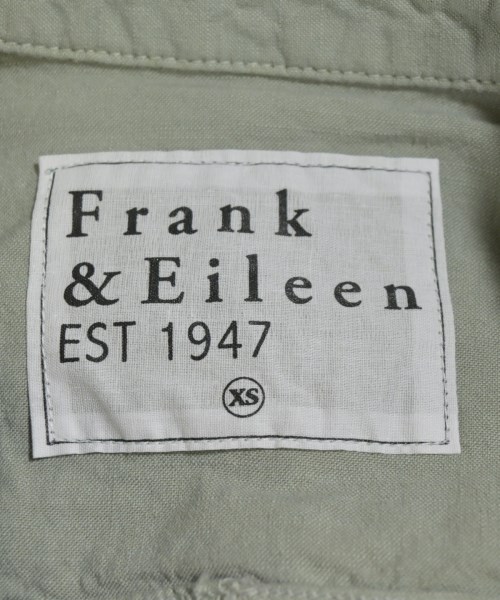 Frank
& Eileen
EST 1947
XS